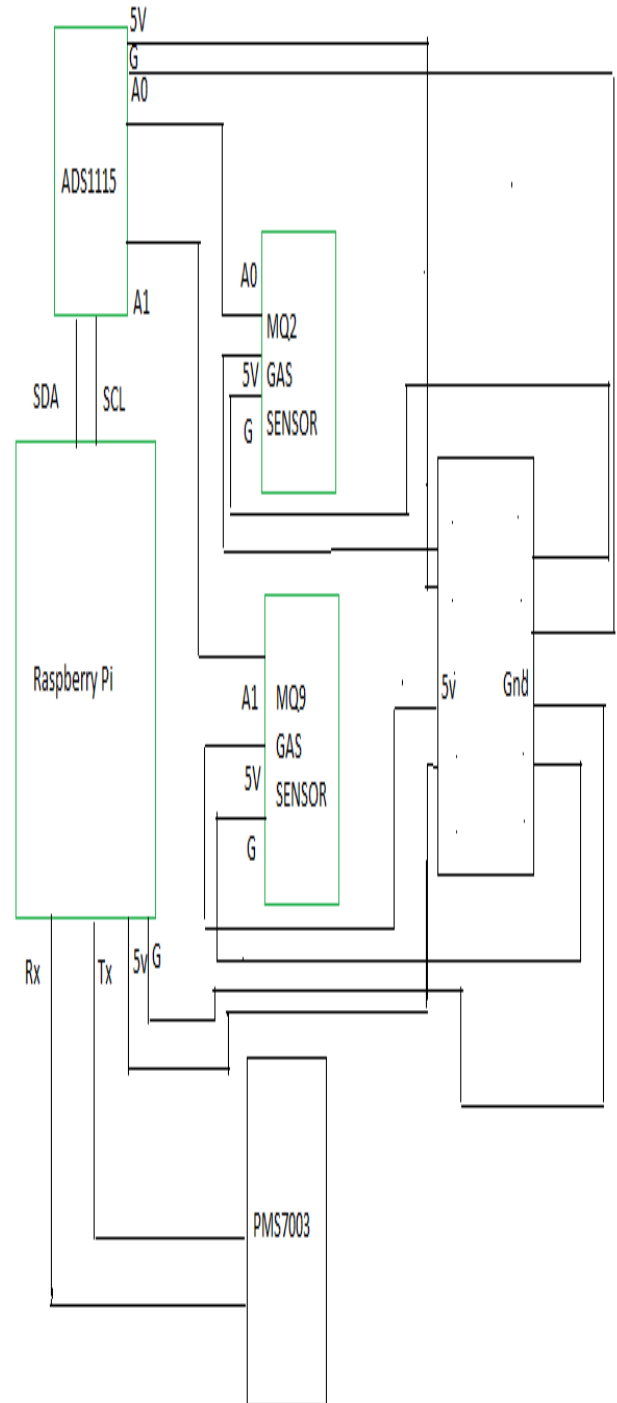 5V
G
A0
ADS1115
A1
SDA
SCL
A0
MQ2
5V GAS
G SENSOR
Raspberry Pi
A1 MQ9
GAS
5V
SENSOR
G
5v
Gnd
Rx
Tx
5v
G
PMS7003